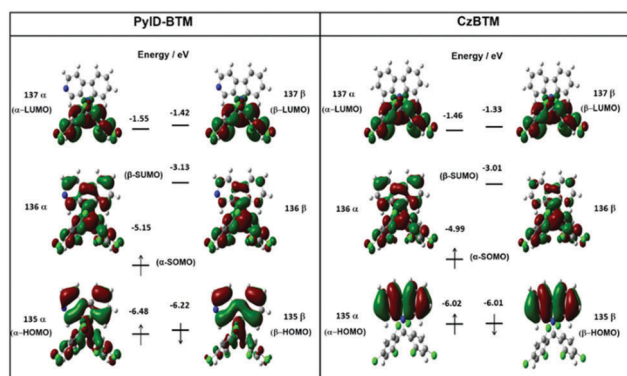 PyID-BTM
CzBTM
Energy / eV
Energy / eV
137 α
(α-LUMO)
-1.55
-1.42
137 β
(β-LUMO)
137 α
(α-LUMO)
-1.46
-1.33
137 β
(β-LUMO)
(β-SUMO)
-3.13
136 α
136 β
-5.15
(α-SOMO)
(β-SUMO)
-3.01
136 α
136 β
-4.99
(α-SOMO)
135 α
(α-HOMO)
-6.48
-6.22
135 β
(β-HOMO)
135 α
(α-HOMO)
-6.02
-6.01
135 β
(β-HOMO)